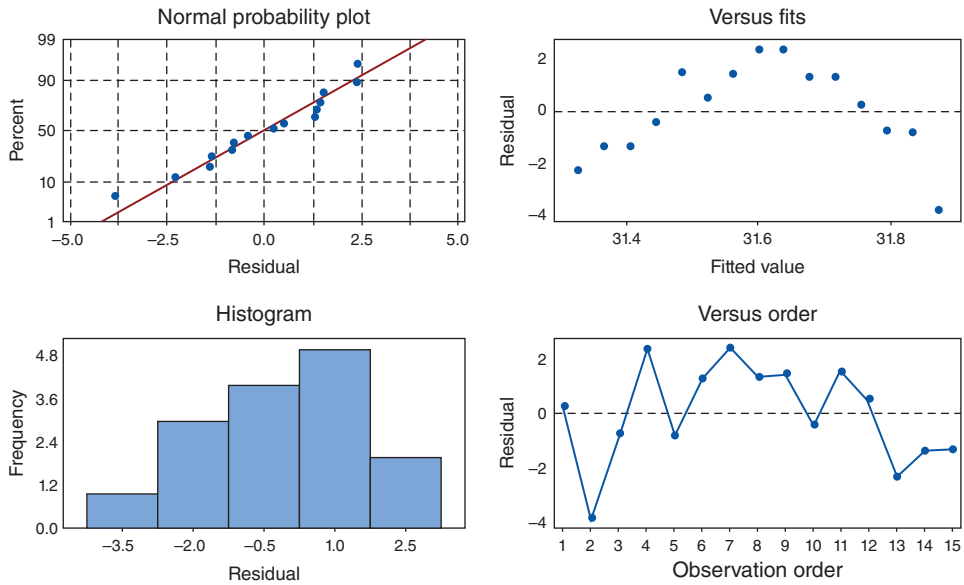 Normal probability plot
99
90
50
10
1
Percent
−5.0
−2.5
0.0
2.5
5.0
Residual
Versus fits
2
0
−2
−4
Residual
31.4
31.6
31.8
Fitted value
Histogram
4.8
3.6
2.4
1.2
0.0
Frequency
−3.5
−2.0
−0.5
1.0
2.5
Residual
Versus order
2
0
−2
−4
Residual
1 2 3 4 5 6 7 8 9 10 11 12 13 14 15
Observation order